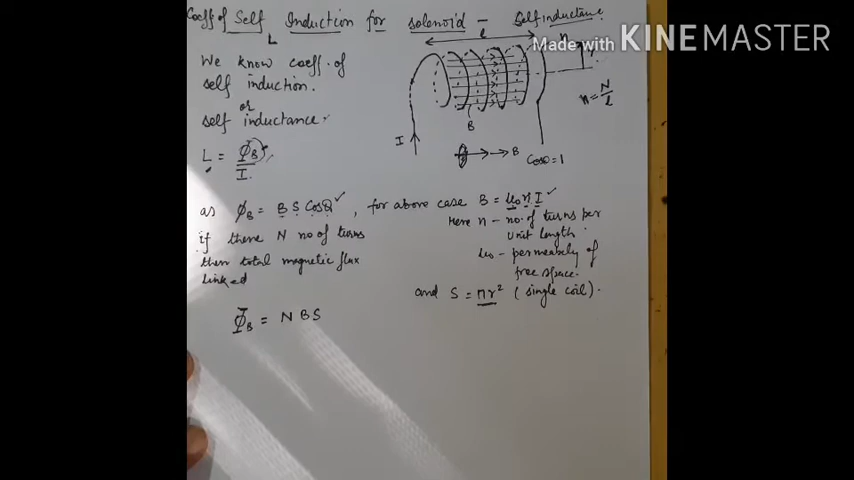 Coeff of Self Induction for solenoid - Self inductance
L
l
Made with KINEMASTER
We know coeff. of
self induction.
or
self inductance.
n = N/l
B
I
B
Cosθ=1
L = ΦB/I
as ϕB = B S Cosθ, for above case B = μ₀ n I
if there N no of turns
then total magnetic flux
linked
Here n - no. of turns per
unit length.
μ₀ - permeabely of
free space.
and S = πr² (single coil).
ΦB = N B S